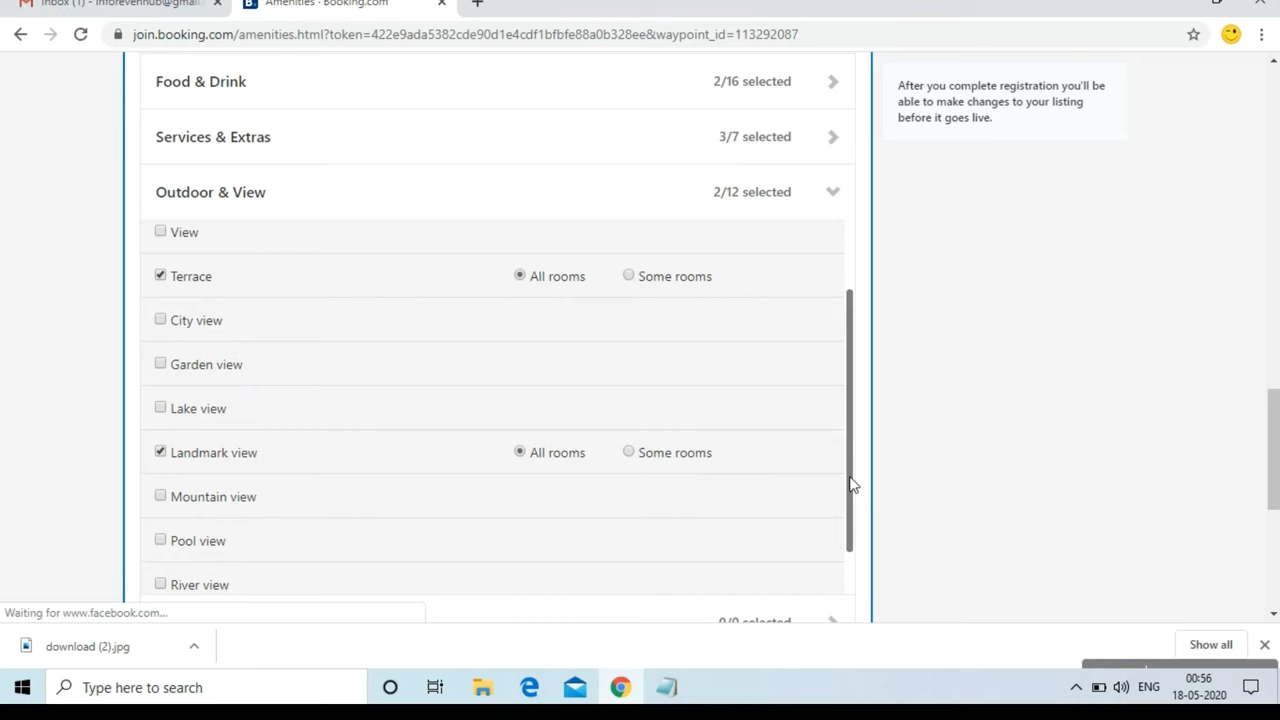 Inbox (1) - inforevenhub@gmail.
Amenities · Booking.com
join.booking.com/amenities.html?token=422e9ada5382cde90d1e4cdf1bfbfe88a0b328ee&waypoint_id=113292087
Food & Drink 2/16 selected
After you complete registration you'll be
able to make changes to your listing
before it goes live.
Services & Extras 3/7 selected
Outdoor & View 2/12 selected
View
Terrace All rooms Some rooms
City view
Garden view
Lake view
Landmark view All rooms Some rooms
Mountain view
Pool view
River view
Waiting for www.facebook.com...
selected
download (2).jpg
Show all
Type here to search
ENG
00:56
18-05-2020